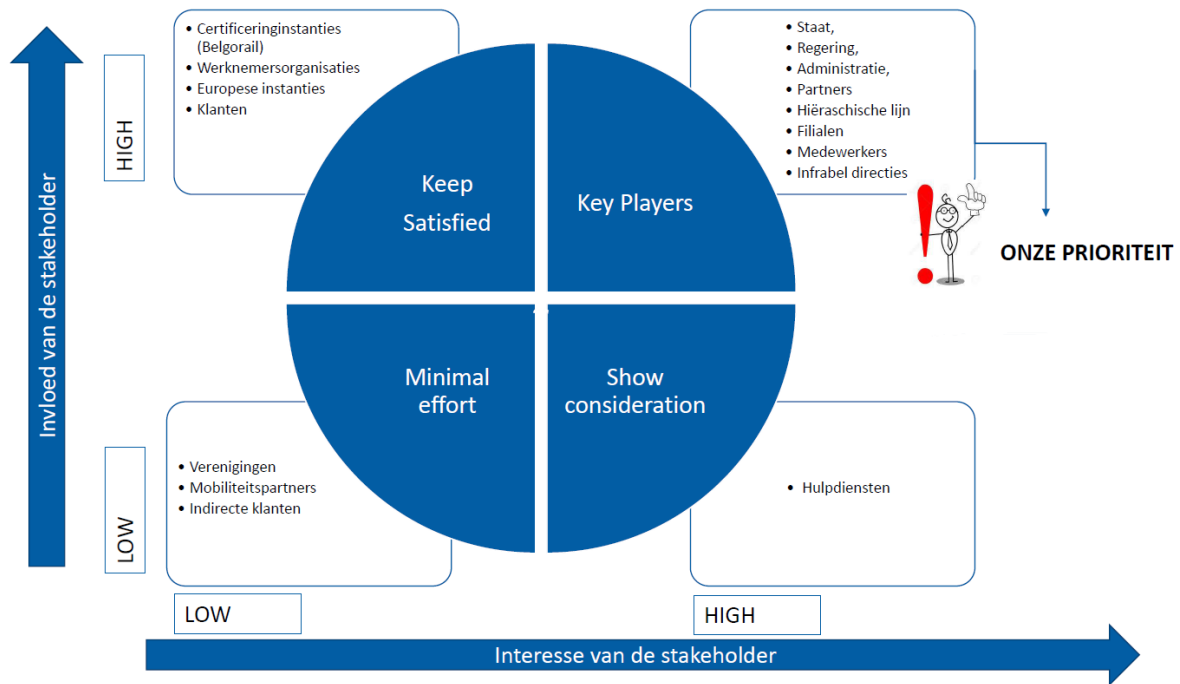 Invloed van de stakeholder
HIGH
LOW
• Certificeringinstanties
(Belgorail)
• Werknemersorganisaties
• Europese instanties
• Klanten
• Staat,
• Regering,
• Administratie,
• Partners
• Hiëraschische lijn
• Filialen
• Medewerkers
• Infrabel directies
Keep
Satisfied
Key Players
ONZE PRIORITEIT
Minimal
effort
Show
consideration
• Verenigingen
• Mobiliteitspartners
• Indirecte klanten
• Hulpdiensten
LOW
HIGH
Interesse van de stakeholder